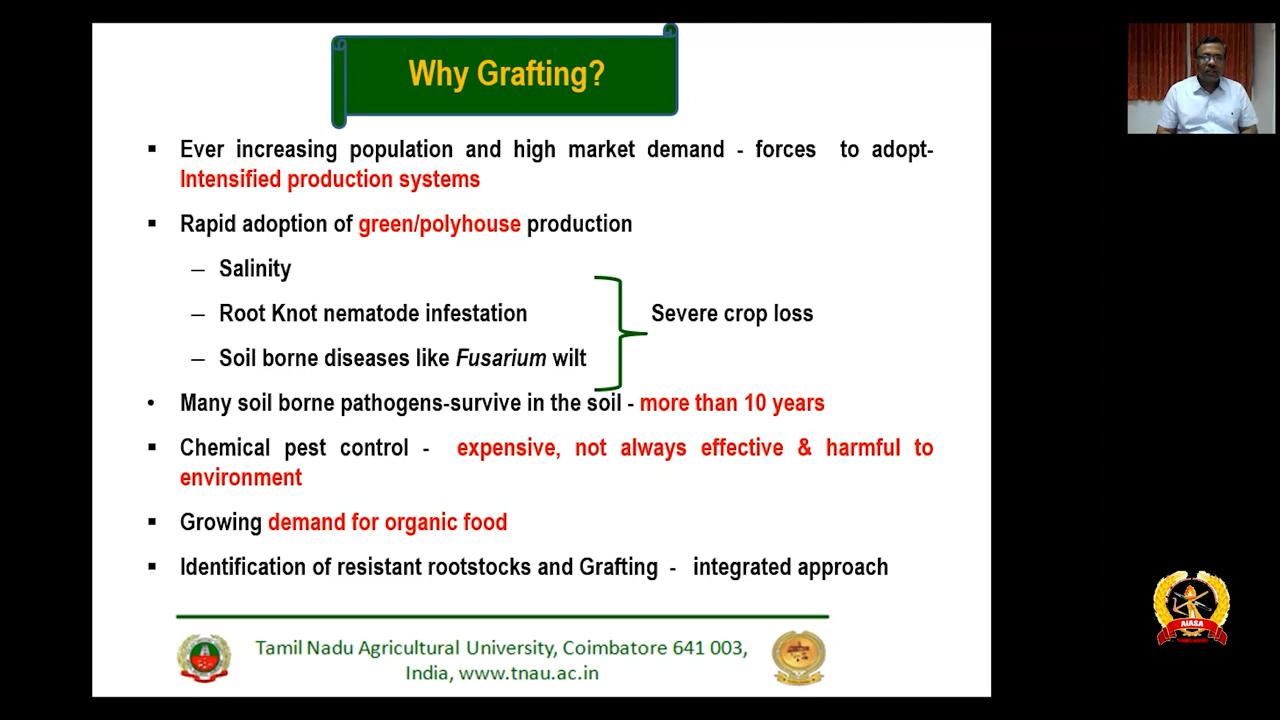 Why Grafting?
▪ Ever increasing population and high market demand - forces to adopt-
Intensified production systems
▪ Rapid adoption of green/polyhouse production
– Salinity
– Root Knot nematode infestation
Severe crop loss
– Soil borne diseases like Fusarium wilt
• Many soil borne pathogens-survive in the soil - more than 10 years
▪ Chemical pest control - expensive, not always effective & harmful to
environment
▪ Growing demand for organic food
▪ Identification of resistant rootstocks and Grafting - integrated approach
Tamil Nadu Agricultural University, Coimbatore 641 003,
India, www.tnau.ac.in
AIASA